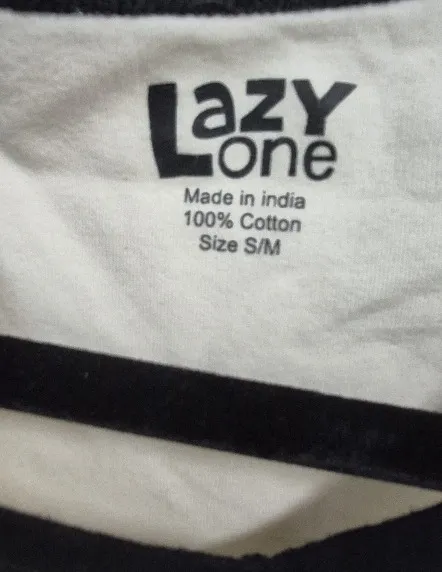 LazY
one
Made in india
100% Cotton
Size S/M